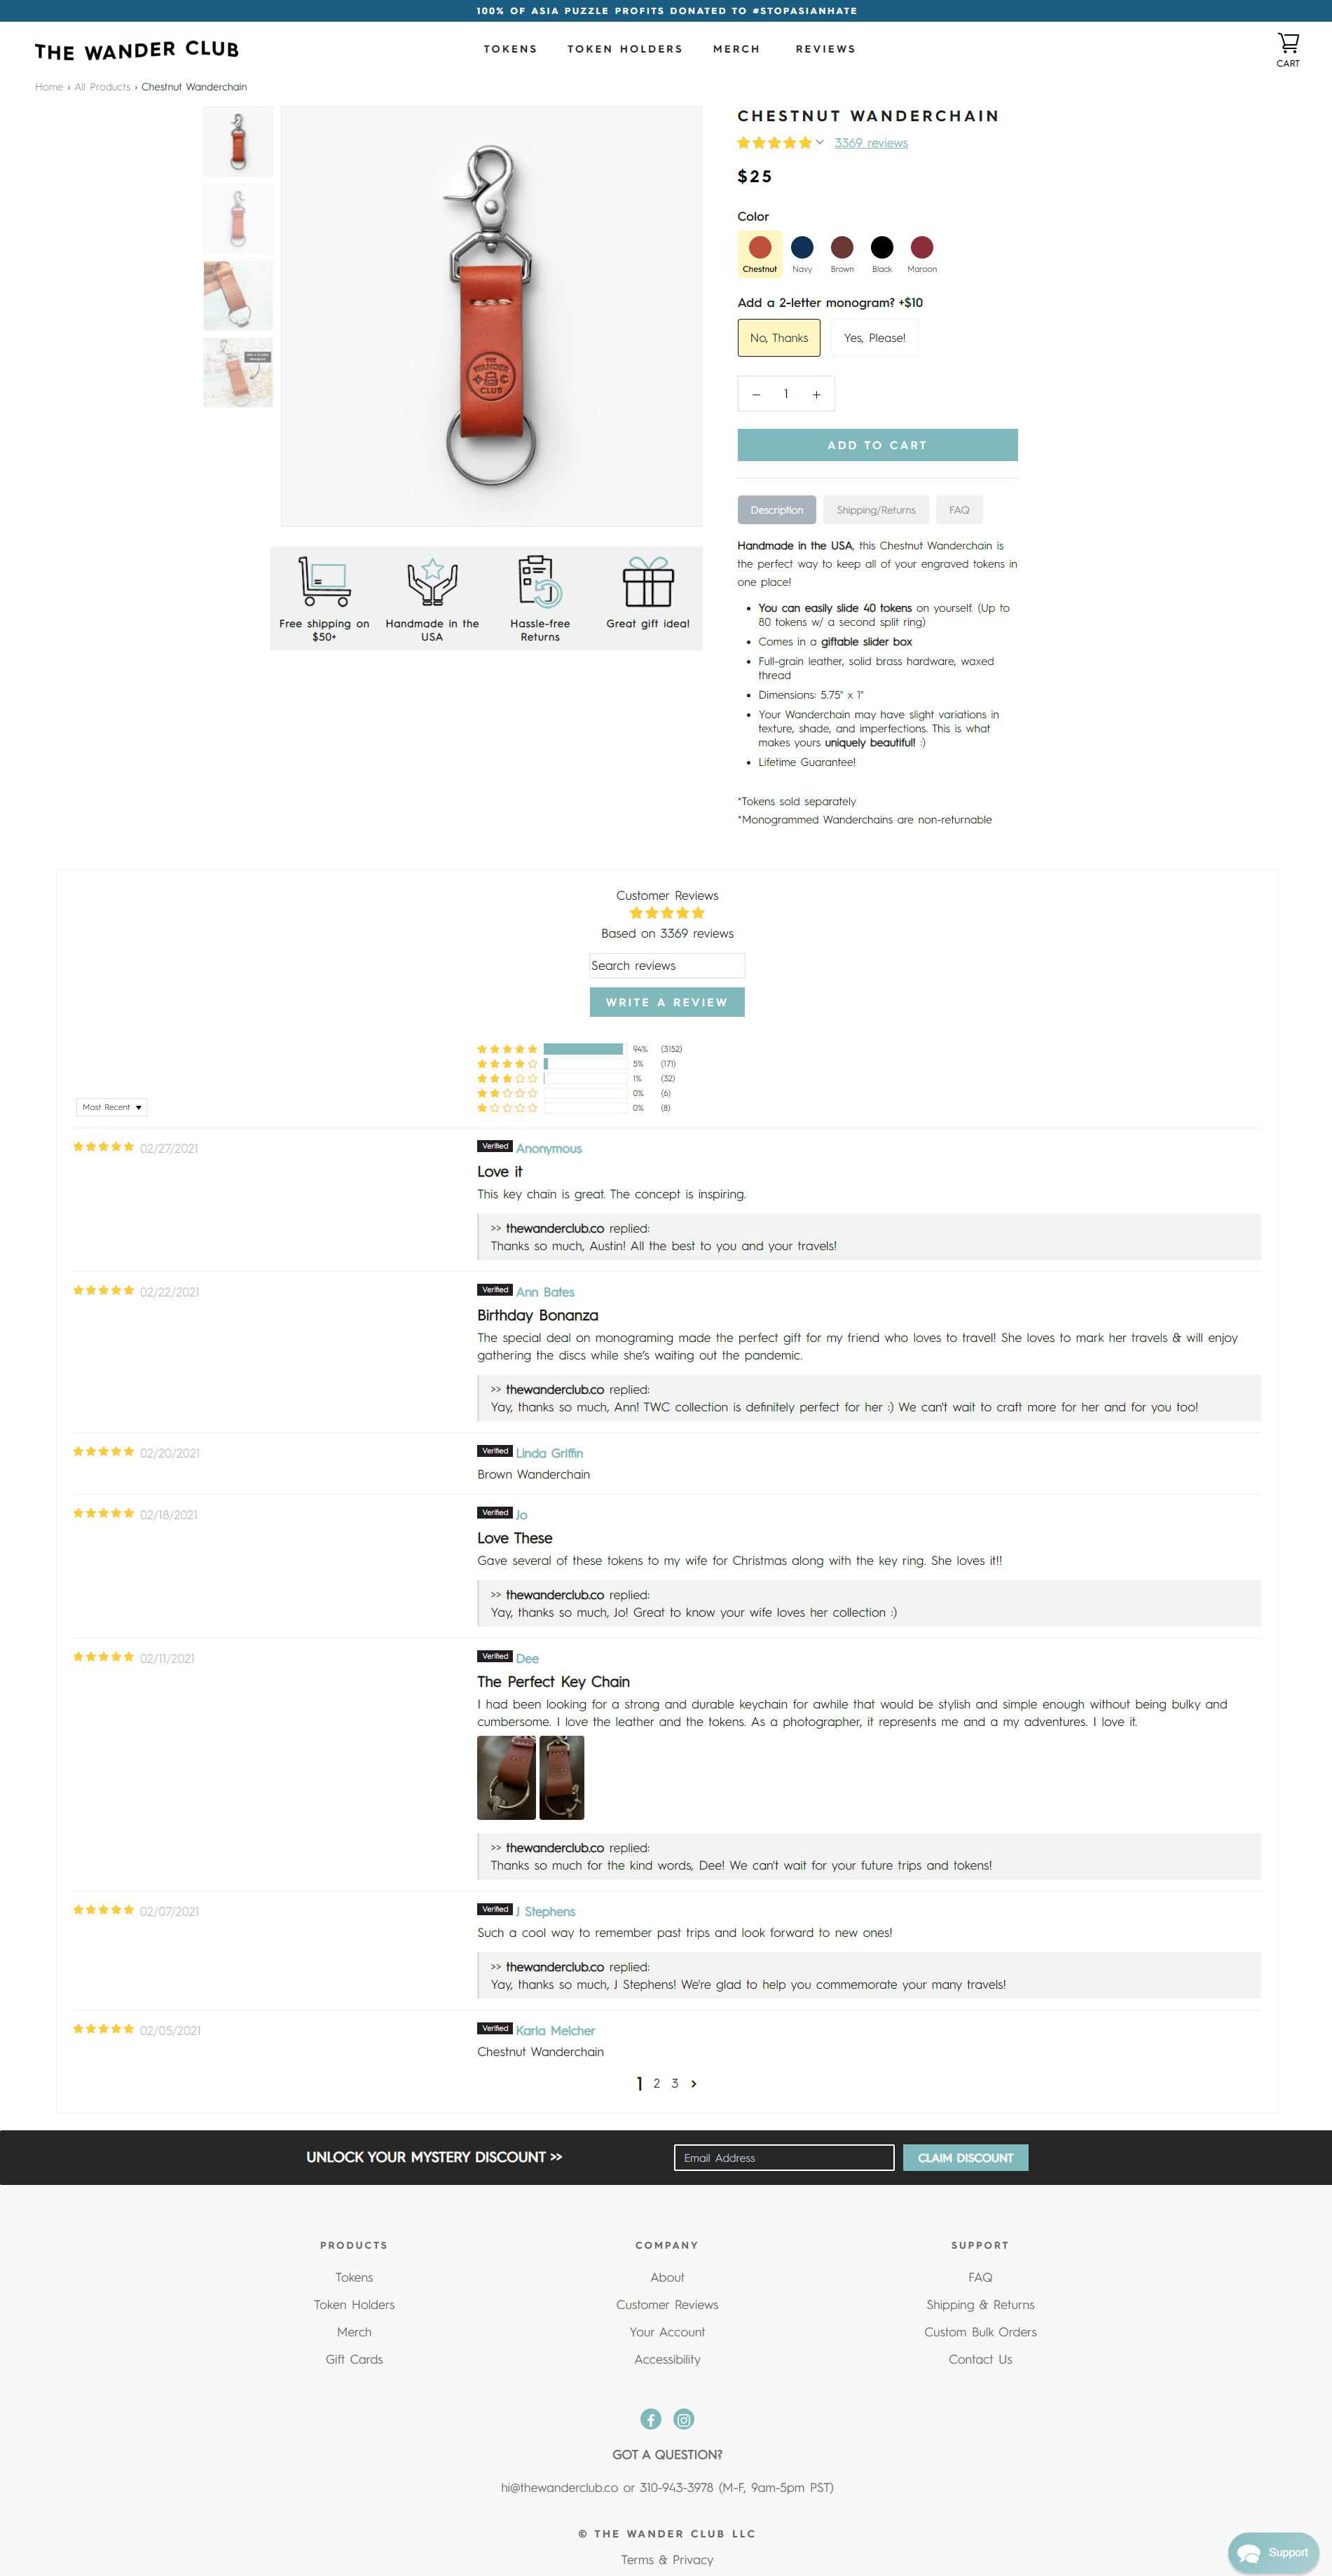 100% OF ASIA PUZZLE PROFITS DONATED TO #STOPASIANHATE
THE WANDER CLUB
TOKENS TOKEN HOLDERS MERCH REVIEWS
CART
Home › All Products › Chestnut Wanderchain
CHESTNUT WANDERCHAIN
3369 reviews
$25
Color
Chestnut Navy Brown Black Maroon
Add a 2-letter monogram? +$10
No, Thanks Yes, Please!
− 1 +
ADD TO CART
THE
WANDER
CLUB
Description Shipping/Returns FAQ
Handmade in the USA, this Chestnut Wanderchain is
the perfect way to keep all of your engraved tokens in
one place!
• You can easily slide 40 tokens on yourself. (Up to
80 tokens w/ a second split ring)
• Comes in a giftable slider box
• Full-grain leather, solid brass hardware, waxed
thread
• Dimensions: 5.75" x 1"
• Your Wanderchain may have slight variations in
texture, shade, and imperfections. This is what
makes yours uniquely beautiful! :)
• Lifetime Guarantee!
*Tokens sold separately
*Monogrammed Wanderchains are non-returnable
Free shipping on
$50+
Handmade in the
USA
Hassle-free
Returns
Great gift idea!
Customer Reviews
Based on 3369 reviews
Search reviews
WRITE A REVIEW
94% (3152)
5% (171)
1% (32)
0% (6)
0% (8)
Most Recent
02/27/2021
Verified Anonymous
Love it
This key chain is great. The concept is inspiring.
>> thewanderclub.co replied:
Thanks so much, Austin! All the best to you and your travels!
02/22/2021
Verified Ann Bates
Birthday Bonanza
The special deal on monograming made the perfect gift for my friend who loves to travel! She loves to mark her travels & will enjoy
gathering the discs while she's waiting out the pandemic.
>> thewanderclub.co replied:
Yay, thanks so much, Ann! TWC collection is definitely perfect for her :) We can't wait to craft more for her and for you too!
02/20/2021
Verified Linda Griffin
Brown Wanderchain
02/18/2021
Verified Jo
Love These
Gave several of these tokens to my wife for Christmas along with the key ring. She loves it!!
>> thewanderclub.co replied:
Yay, thanks so much, Jo! Great to know your wife loves her collection :)
02/11/2021
Verified Dee
The Perfect Key Chain
I had been looking for a strong and durable keychain for awhile that would be stylish and simple enough without being bulky and
cumbersome. I love the leather and the tokens. As a photographer, it represents me and a my adventures. I love it.
>> thewanderclub.co replied:
Thanks so much for the kind words, Dee! We can't wait for your future trips and tokens!
02/07/2021
Verified J Stephens
Such a cool way to remember past trips and look forward to new ones!
>> thewanderclub.co replied:
Yay, thanks so much, J Stephens! We're glad to help you commemorate your many travels!
02/05/2021
Verified Karla Melcher
Chestnut Wanderchain
1 2 3
UNLOCK YOUR MYSTERY DISCOUNT >>
Email Address
CLAIM DISCOUNT
PRODUCTS
Tokens
Token Holders
Merch
Gift Cards
COMPANY
About
Customer Reviews
Your Account
Accessibility
SUPPORT
FAQ
Shipping & Returns
Custom Bulk Orders
Contact Us
GOT A QUESTION?
hi@thewanderclub.co or 310-943-3978 (M-F, 9am-5pm PST)
© THE WANDER CLUB LLC
Terms & Privacy
Support